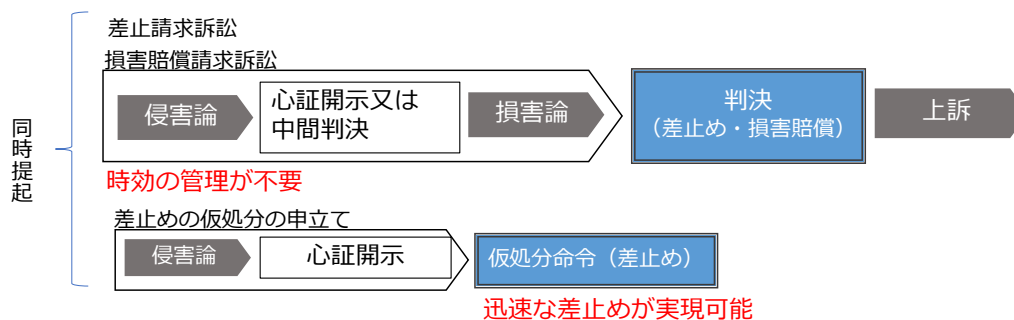 同時提起
差止請求訴訟
損害賠償請求訴訟
侵害論
心証開示又は
中間判決
損害論
判決
（差止め・損害賠償）
上訴
時効の管理が不要
差止めの仮処分の申立て
侵害論
心証開示
仮処分命令（差止め）
迅速な差止めが実現可能